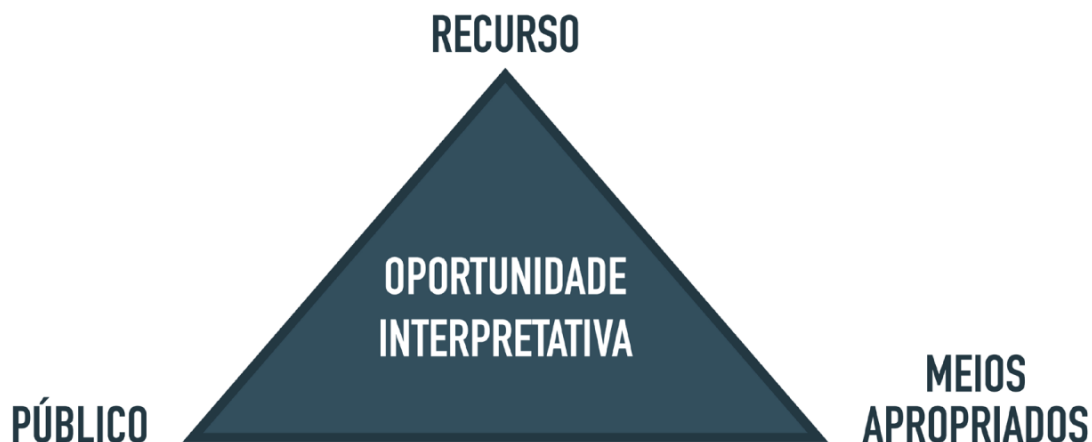 RECURSO
OPORTUNIDADE
INTERPRETATIVA
PÚBLICO
MEIOS
APROPRIADOS